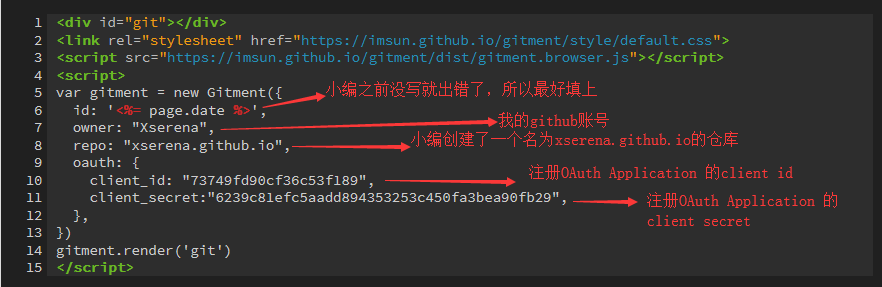 1 <div id="git"></div>
2 <link rel="stylesheet" href="https://imsun.github.io/gitment/style/default.css">
3 <script src="https://imsun.github.io/gitment/dist/gitment.browser.js"></script>
4 <script>
5 var gitment = new Gitment({
小编之前没写就出错了，所以最好填上
6 id: '<%= page.date %>',
7 owner: "Xserena",
我的github账号
8 repo: "xserena.github.io",
小编创建了一个名为xserena.github.io的仓库
9 oauth: {
10 client_id: "73749fd90cf36c53f189",
注册OAuth Application 的client id
11 client_secret:"6239c81efc5aadd894353253c450fa3bea90fb29",
注册OAuth Application 的
client secret
12 },
13 })
14 gitment.render('git')
15 </script>